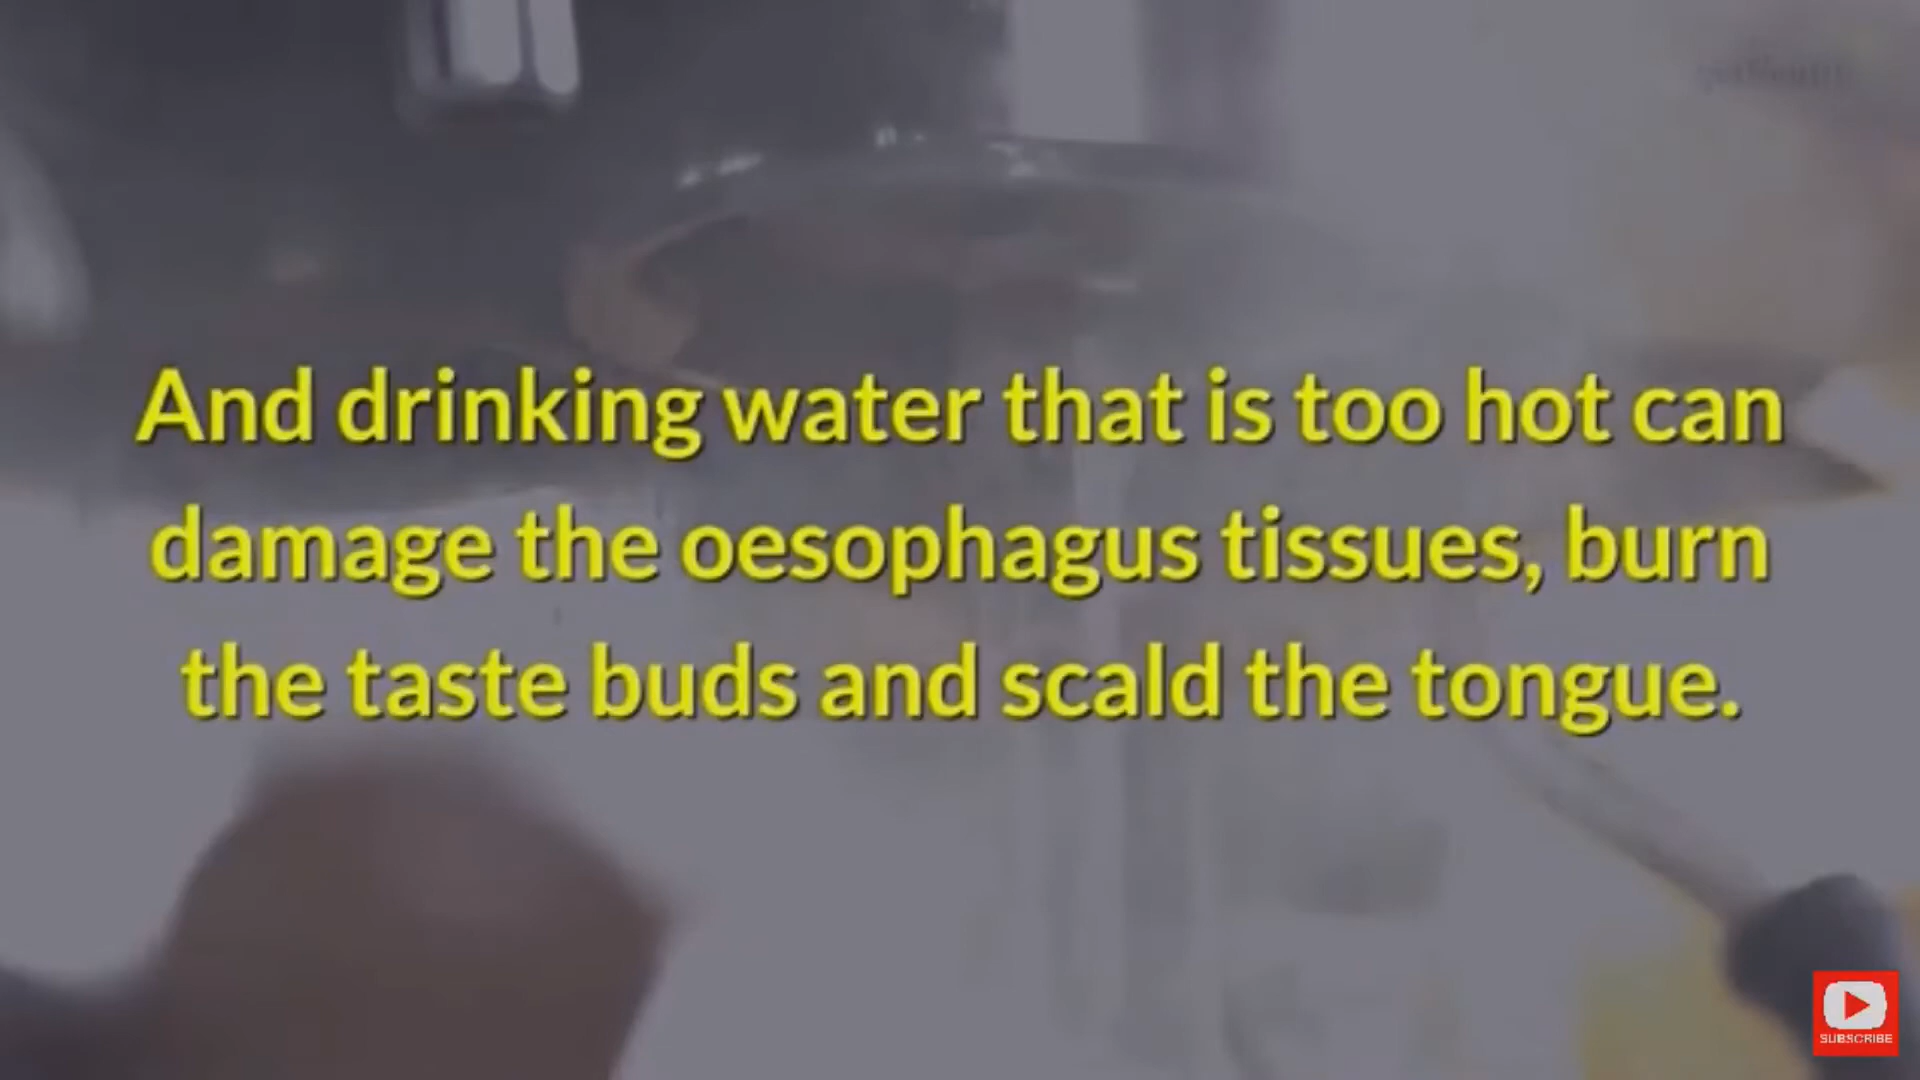 And drinking water that is too hot can
damage the oesophagus tissues, burn
the taste buds and scald the tongue.
SUBSCRIBE